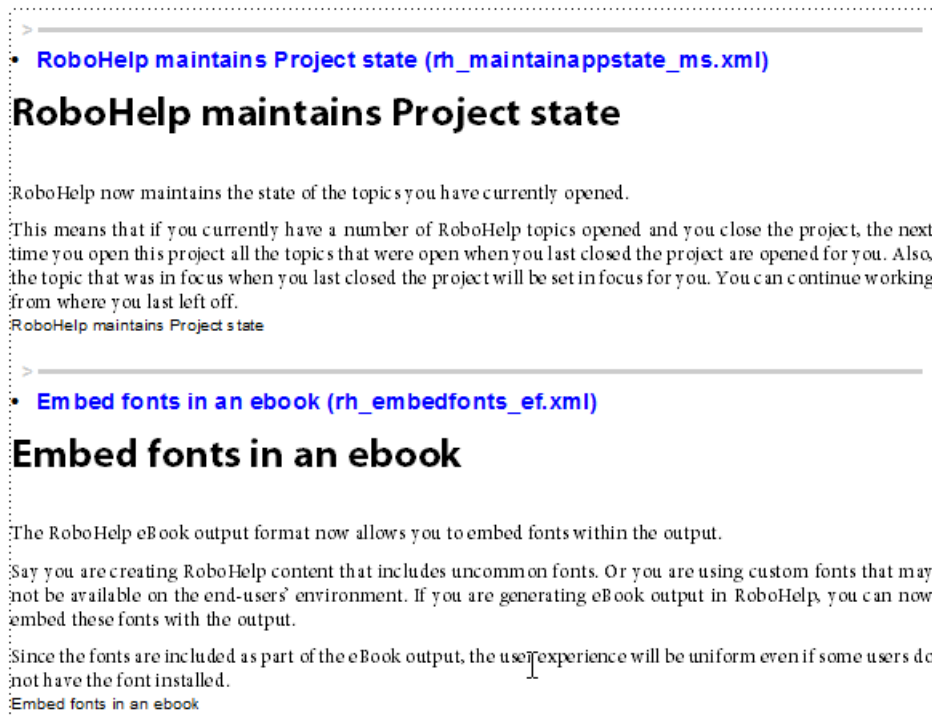 >
• RoboHelp maintains Project state (rh_maintainappstate_ms.xml)
RoboHelp maintains Project state
RoboHelp now maintains the state of the topics you have currently opened.
This means that if you currently have a number of RoboHelp topics opened and you close the project, the next
time you open this project all the topics that were open when you last closed the project are opened for you. Also,
the topic that was in focus when you last closed the project will be set in focus for you. You can continue working
from where you last left off.
RoboHelp maintains Project state
>
• Embed fonts in an ebook (rh_embedfonts_ef.xml)
Embed fonts in an ebook
The RoboHelp eBook output format now allows you to embed fonts within the output.
Say you are creating RoboHelp content that includes uncommon fonts. Or you are using custom fonts that may
not be available on the end-users’ environment. If you are generating eBook output in RoboHelp, you can now
embed these fonts with the output.
Since the fonts are included as part of the eBook output, the user experience will be uniform even if some users do
not have the font installed.
Embed fonts in an ebook